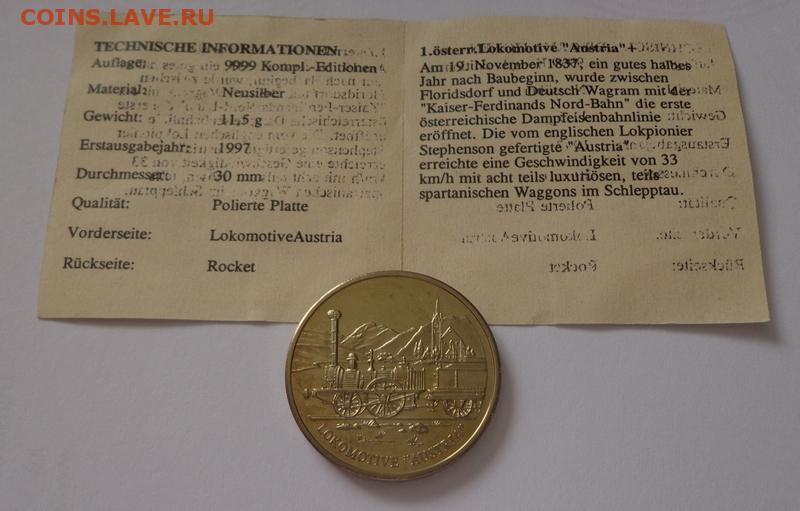 COINS.LAVE.RU
TECHNISCHE INFORMATIONEN
Auflage: 9999 Kompl.-Editionen
Material: Neusilber
Gewicht: 11,5 g
Erstausgabejahr: 1997
Durchmesser: 30 mm
Qualität: Polierte Platte
Vorderseite: LokomotiveAustria
Rückseite: Rocket
1.österr.Lokomotive "Austria"
Am 19. November 1837, ein gutes halbes
Jahr nach Baubeginn, wurde zwischen
Floridsdorf und Deutsch Wagram mit der
"Kaiser-Ferdinands Nord-Bahn" die erste
österreichische Dampfeisenbahnlinie
eröffnet. Die vom englischen Lokpionier
Stephenson gefertigte "Austria"
erreichte eine Geschwindigkeit von 33
km/h mit acht teils luxuriösen, teils
spartanischen Waggons im Schlepptau.
LOKOMOTIVE "AUSTRIA"